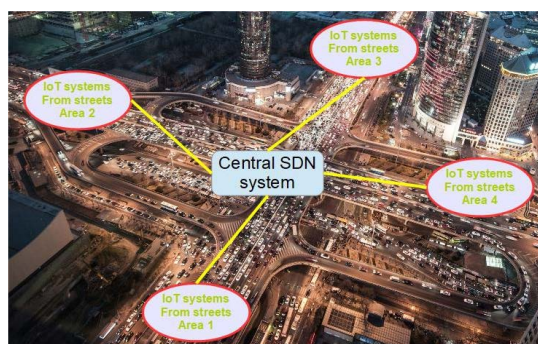 IoT systems
From streets
Area 3
IoT systems
From streets
Area 2
Central SDN
system
IoT systems
From streets
Area 4
IoT systems
From streets
Area 1